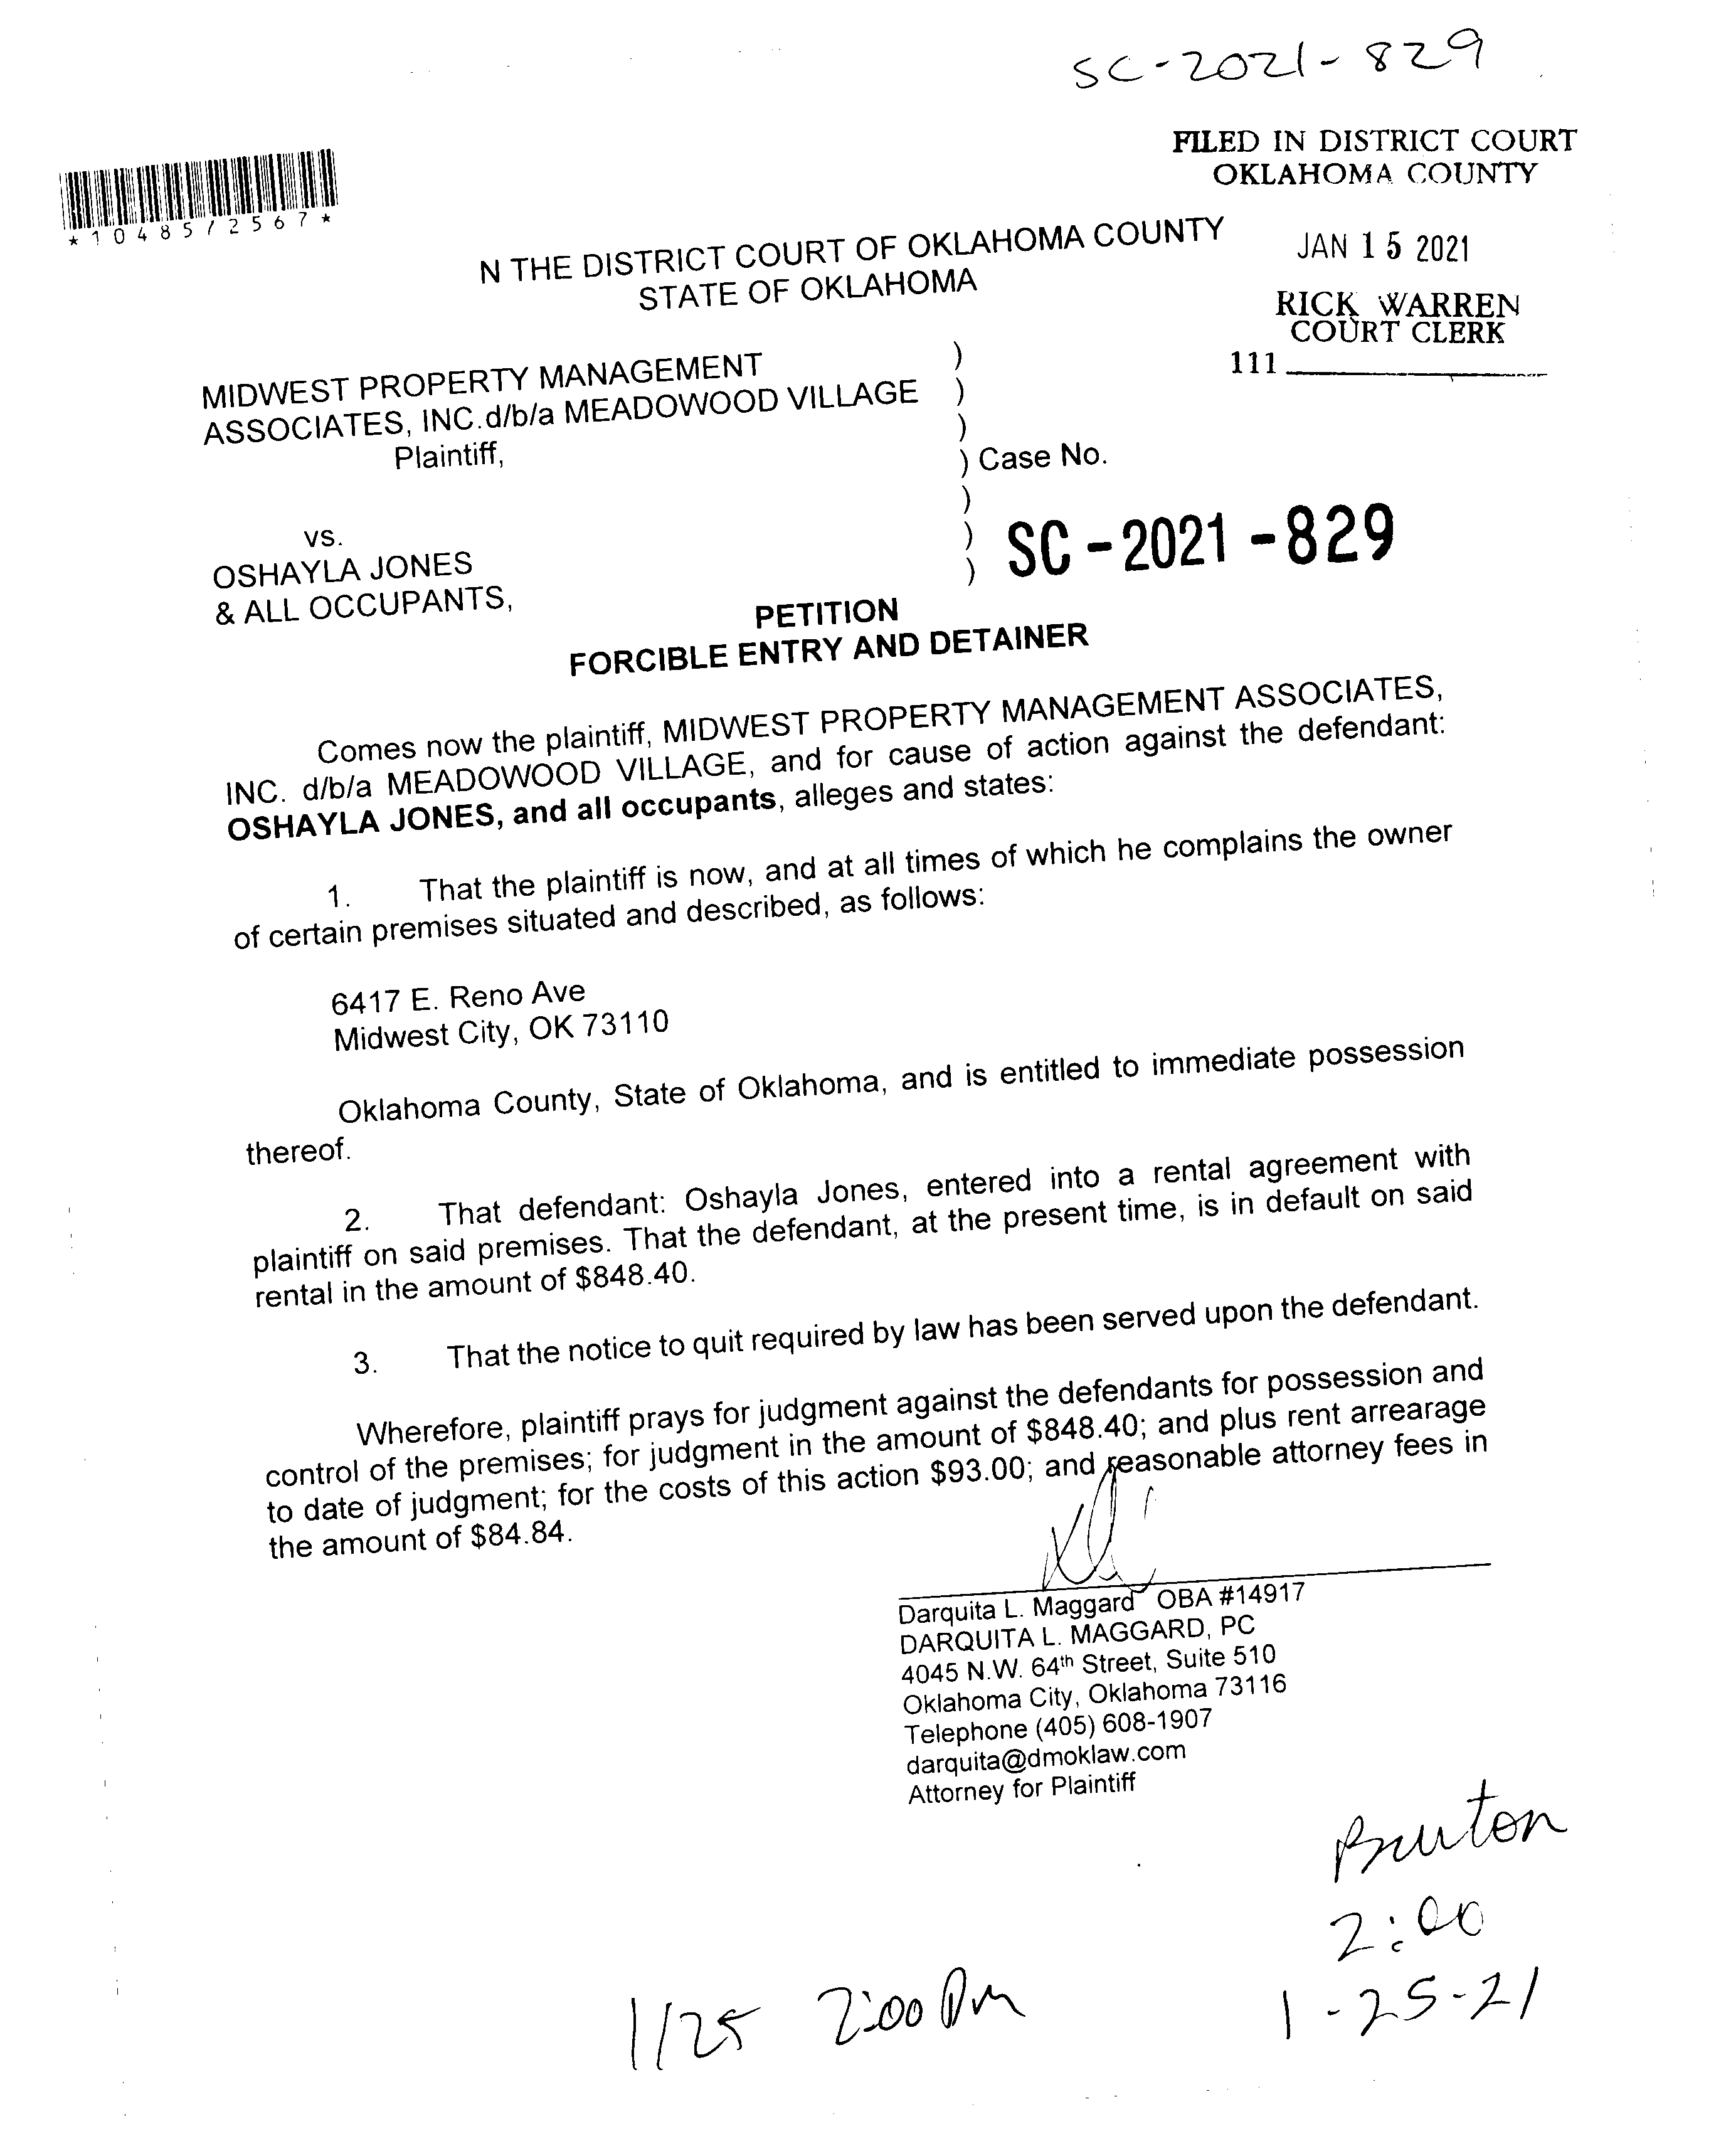 SC-2021-829
FILED IN DISTRICT COURT
OKLAHOMA COUNTY
*1048572567*
N THE DISTRICT COURT OF OKLAHOMA COUNTY
STATE OF OKLAHOMA
JAN 15 2021
RICK WARREN
COURT CLERK
111
MIDWEST PROPERTY MANAGEMENT )
ASSOCIATES, INC.d/b/a MEADOWOOD VILLAGE )
)
Plaintiff, ) Case No.
)
vs. )
OSHAYLA JONES )
& ALL OCCUPANTS,
SC-2021-829
PETITION
FORCIBLE ENTRY AND DETAINER
Comes now the plaintiff, MIDWEST PROPERTY MANAGEMENT ASSOCIATES,
INC. d/b/a MEADOWOOD VILLAGE, and for cause of action against the defendant:
OSHAYLA JONES, and all occupants, alleges and states:
1. That the plaintiff is now, and at all times of which he complains the owner
of certain premises situated and described, as follows:
6417 E. Reno Ave
Midwest City, OK 73110
Oklahoma County, State of Oklahoma, and is entitled to immediate possession
thereof.
2. That defendant: Oshayla Jones, entered into a rental agreement with
plaintiff on said premises. That the defendant, at the present time, is in default on said
rental in the amount of $848.40.
3. That the notice to quit required by law has been served upon the defendant.
Wherefore, plaintiff prays for judgment against the defendants for possession and
control of the premises; for judgment in the amount of $848.40; and plus rent arrearage
to date of judgment; for the costs of this action $93.00; and reasonable attorney fees in
the amount of $84.84.
Darquita L. Maggard OBA #14917
DARQUITA L. MAGGARD, PC
4045 N.W. 64th Street, Suite 510
Oklahoma City, Oklahoma 73116
Telephone (405) 608-1907
darquita@dmoklaw.com
Attorney for Plaintiff
2:00
1-25-21
1/25 2:00 PM